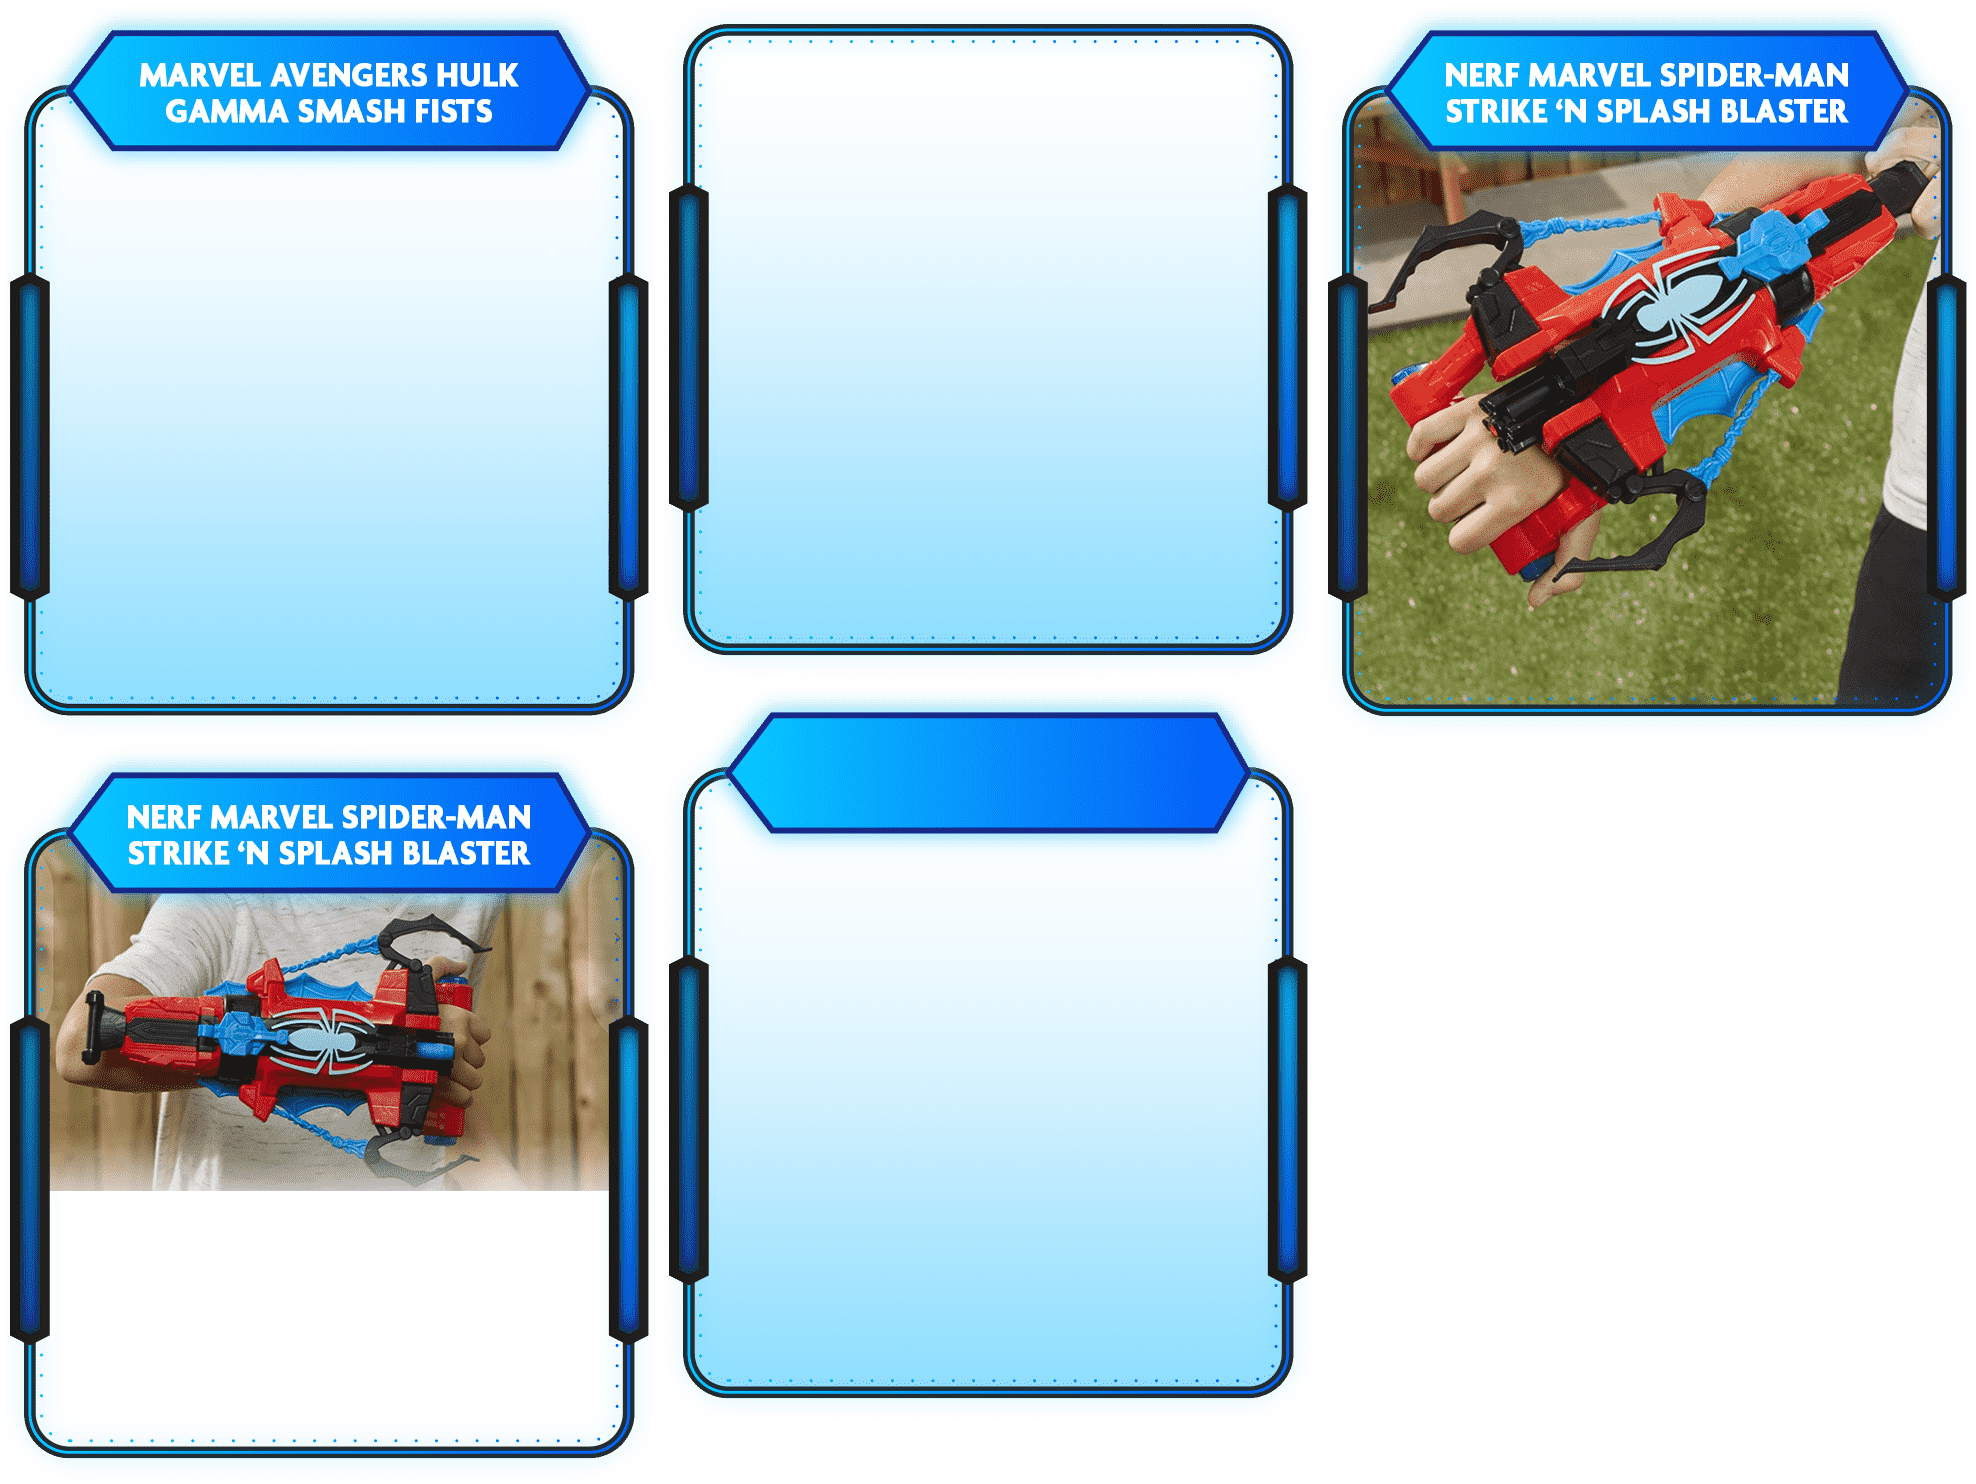 MARVEL AVENGERS HULK
GAMMA SMASH FISTS
NERF MARVEL SPIDER-MAN
STRIKE ‘N SPLASH BLASTER
NERF MARVEL SPIDER-MAN
STRIKE ‘N SPLASH BLASTER